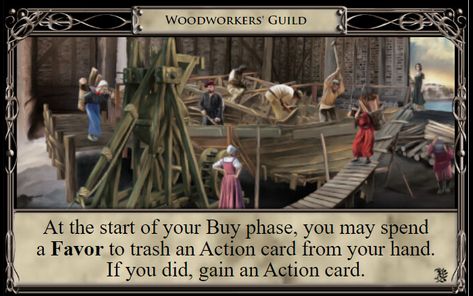 Woodworkers' Guild
At the start of your Buy phase, you may spend
a Favor to trash an Action card from your hand.
If you did, gain an Action card.